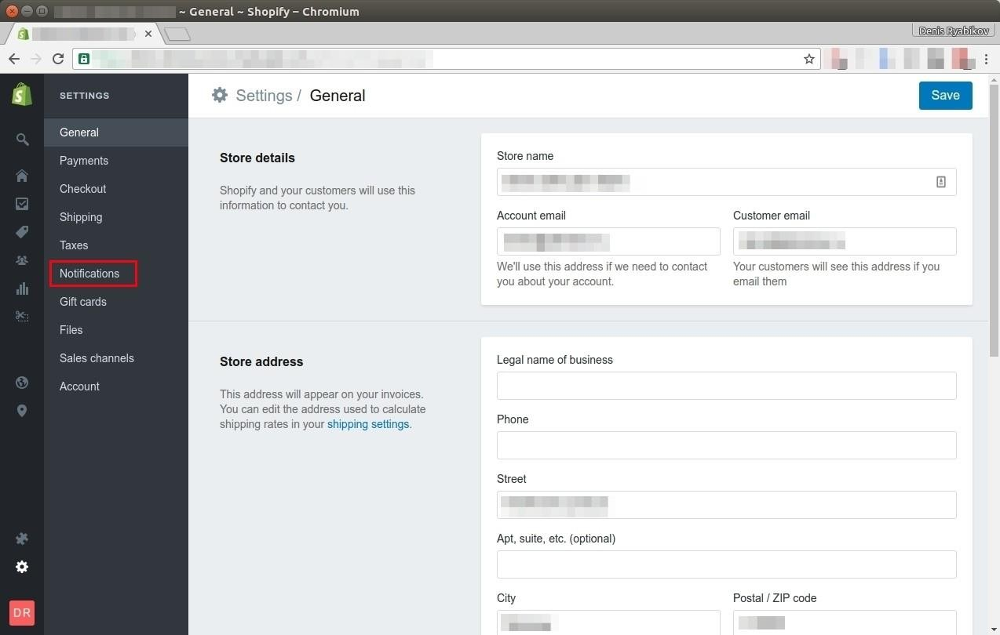 ~ General ~ Shopify – Chromium
Denis Ryabikov
SETTINGS
General
Payments
Checkout
Shipping
Taxes
Notifications
Gift cards
Files
Sales channels
Account
DR
Settings / General
Save
Store details
Shopify and your customers will use this
information to contact you.
Store name
Account email
Customer email
We'll use this address if we need to contact
you about your account.
Your customers will see this address if you
email them
Store address
This address will appear on your invoices.
You can edit the address used to calculate
shipping rates in your shipping settings.
Legal name of business
Phone
Street
Apt, suite, etc. (optional)
City
Postal / ZIP code